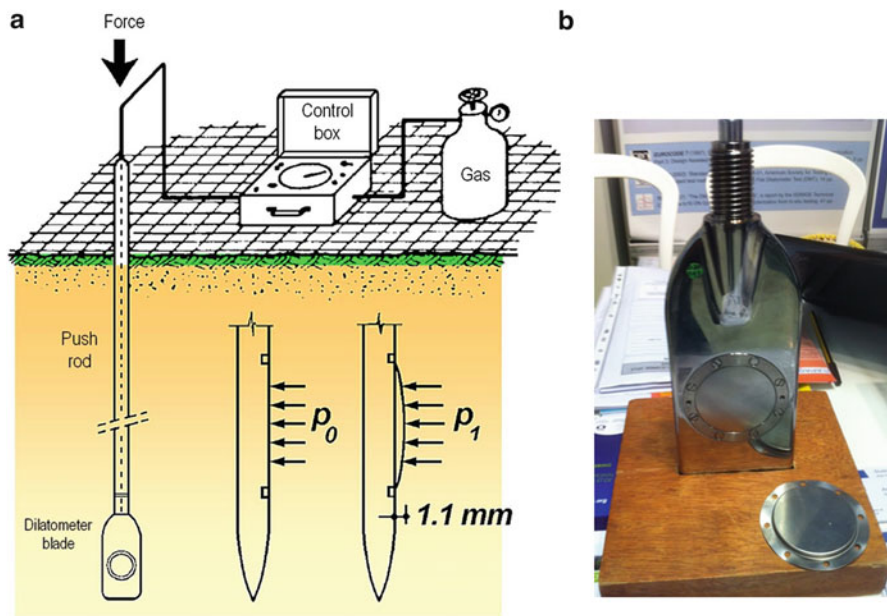 a
Force
Control
box
Gas
Push
rod
p0
p1
1.1 mm
Dilatometer
blade
b